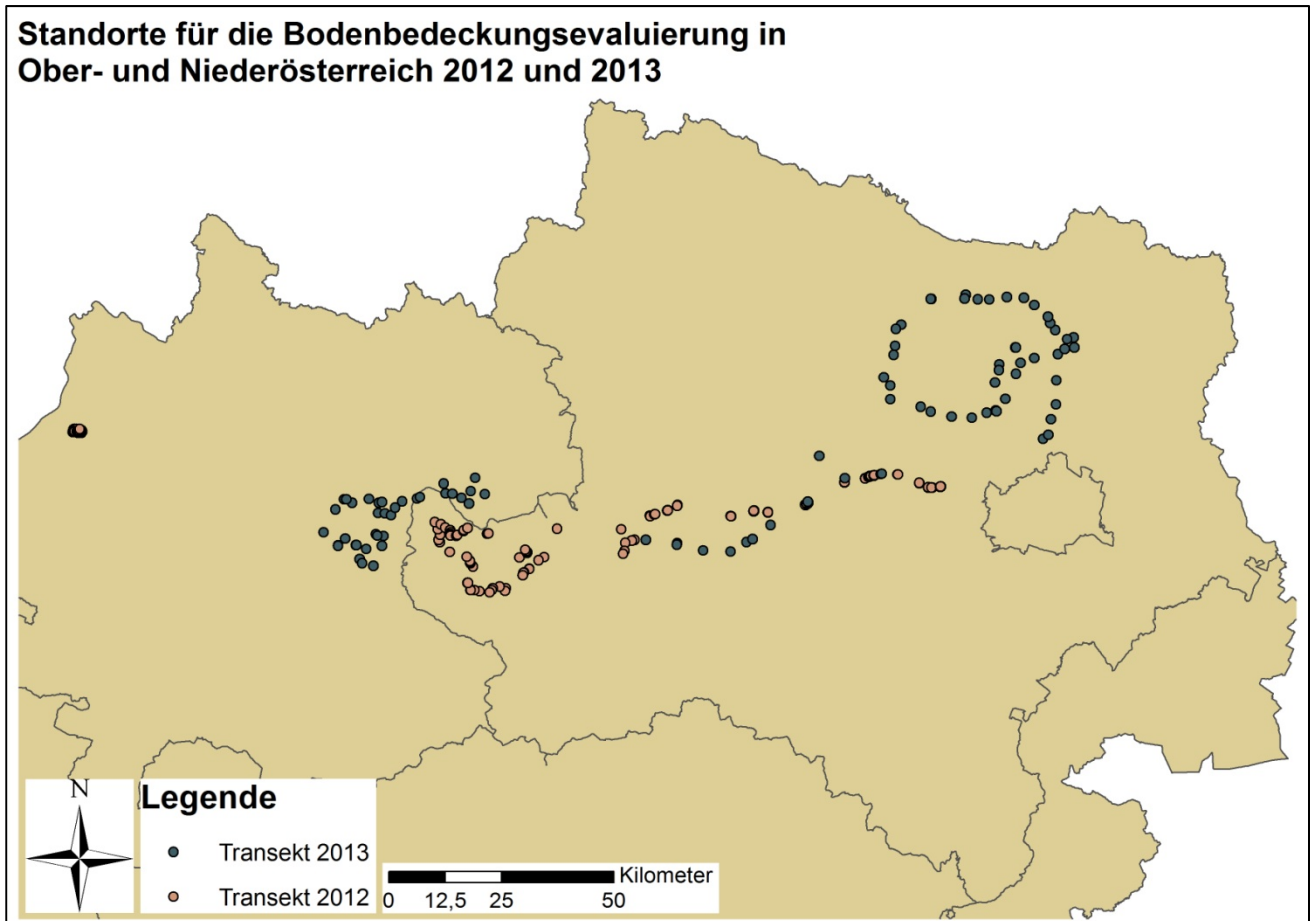 Standorte für die Bodenbedeckungsevaluierung in
Ober- und Niederösterreich 2012 und 2013
N
Legende
Transekt 2013
Transekt 2012
Kilometer
0 12,5 25 50